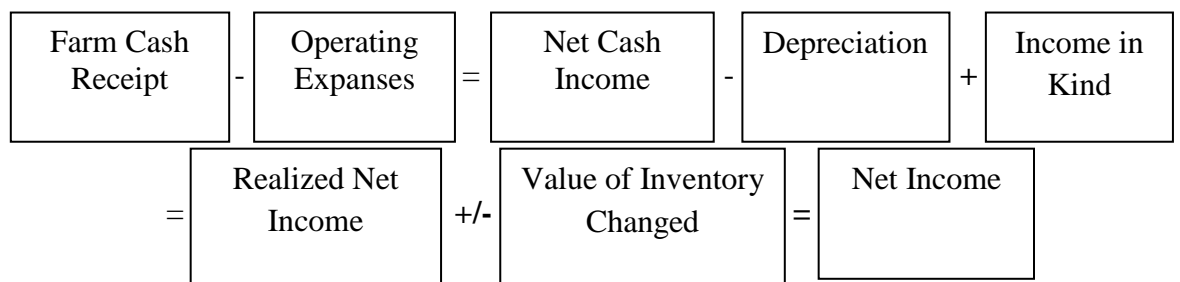 Farm Cash Receipt - Operating Expanses = Net Cash Income - Depreciation + Income in Kind
= Realized Net Income +/- Value of Inventory Changed = Net Income